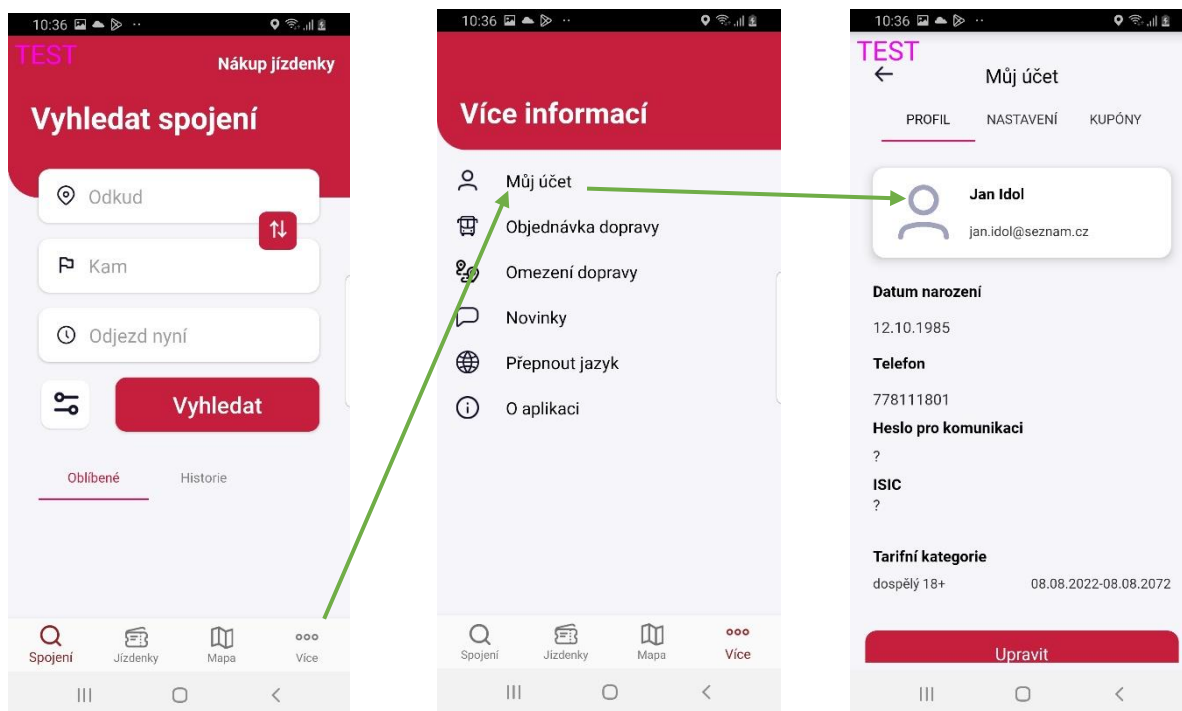 10:36
TEST
Nákup jízdenky
Vyhledat spojení
Odkud
Kam
Odjezd nyní
Vyhledat
Oblíbené Historie
Spojení Jízdenky Mapa Více
10:36
Více informací
Můj účet
Objednávka dopravy
Omezení dopravy
Novinky
Přepnout jazyk
O aplikaci
Spojení Jízdenky Mapa Více
10:36
TEST
Můj účet
PROFIL NASTAVENÍ KUPÓNY
Jan Idol
jan.idol@seznam.cz
Datum narození
12.10.1985
Telefon
778111801
Heslo pro komunikaci
?
ISIC
?
Tarifní kategorie
dospělý 18+ 08.08.2022-08.08.2072
Upravit